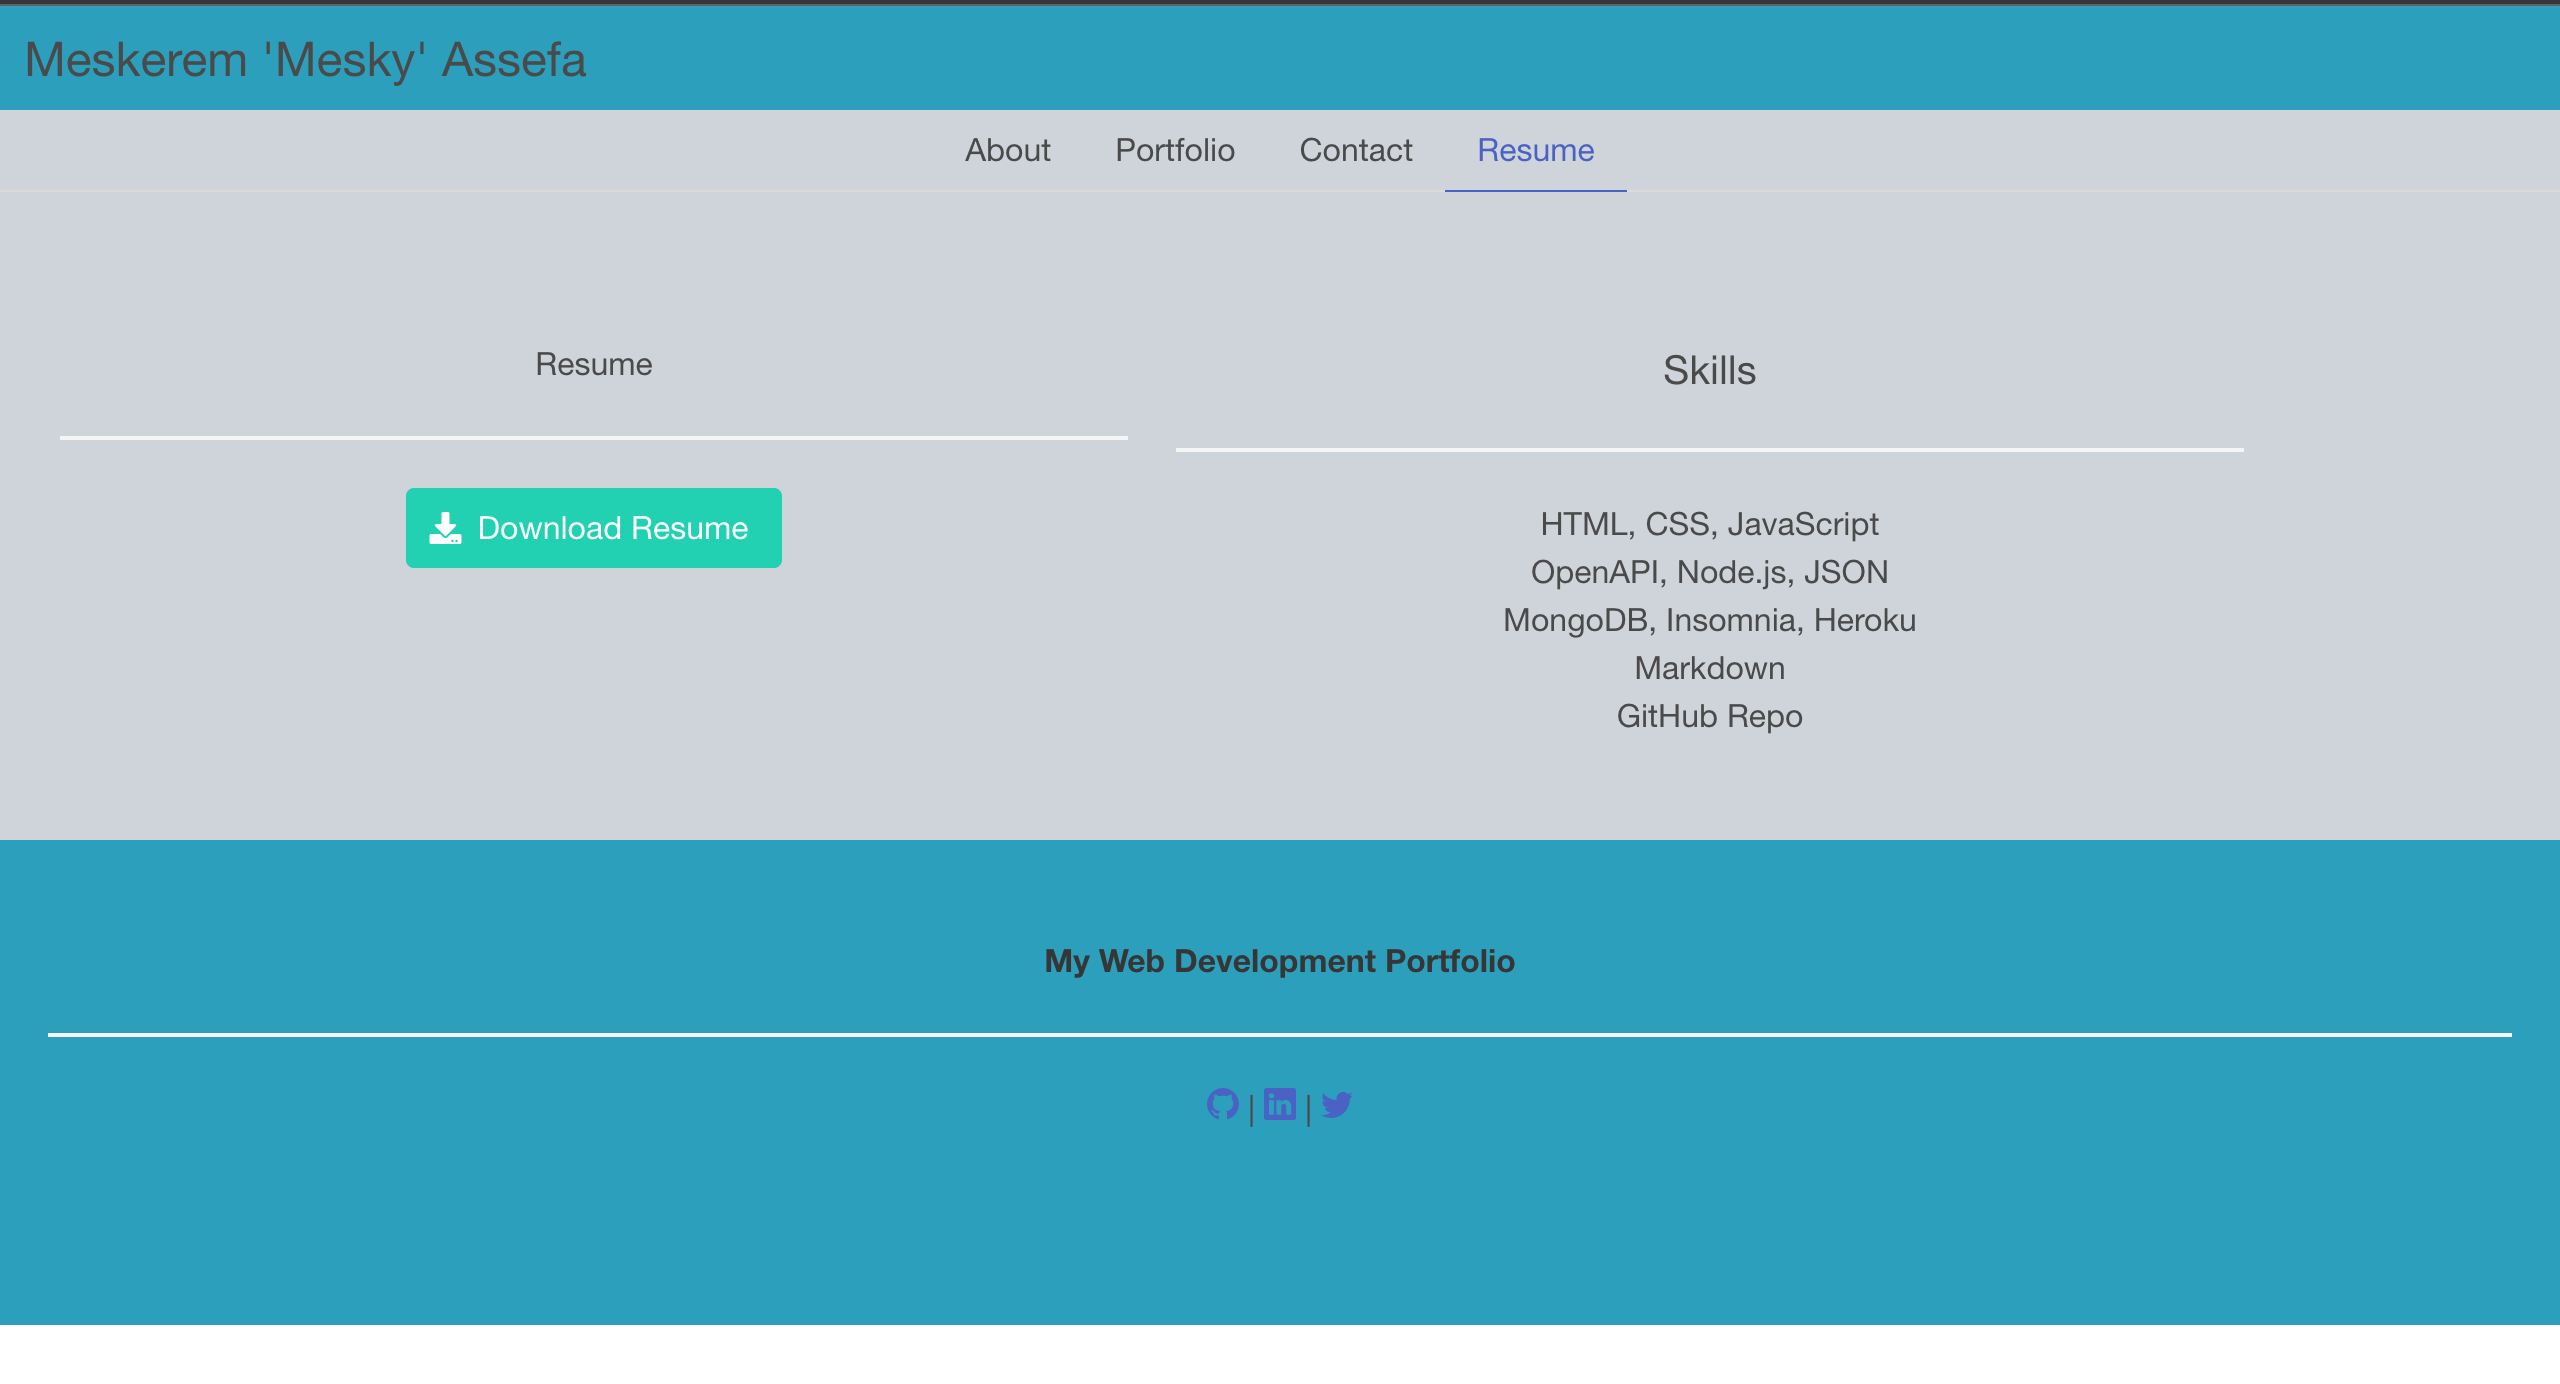 Meskerem 'Mesky' Assefa
About Portfolio Contact Resume
Resume
Download Resume
Skills
HTML, CSS, JavaScript
OpenAPI, Node.js, JSON
MongoDB, Insomnia, Heroku
Markdown
GitHub Repo
My Web Development Portfolio
| in |